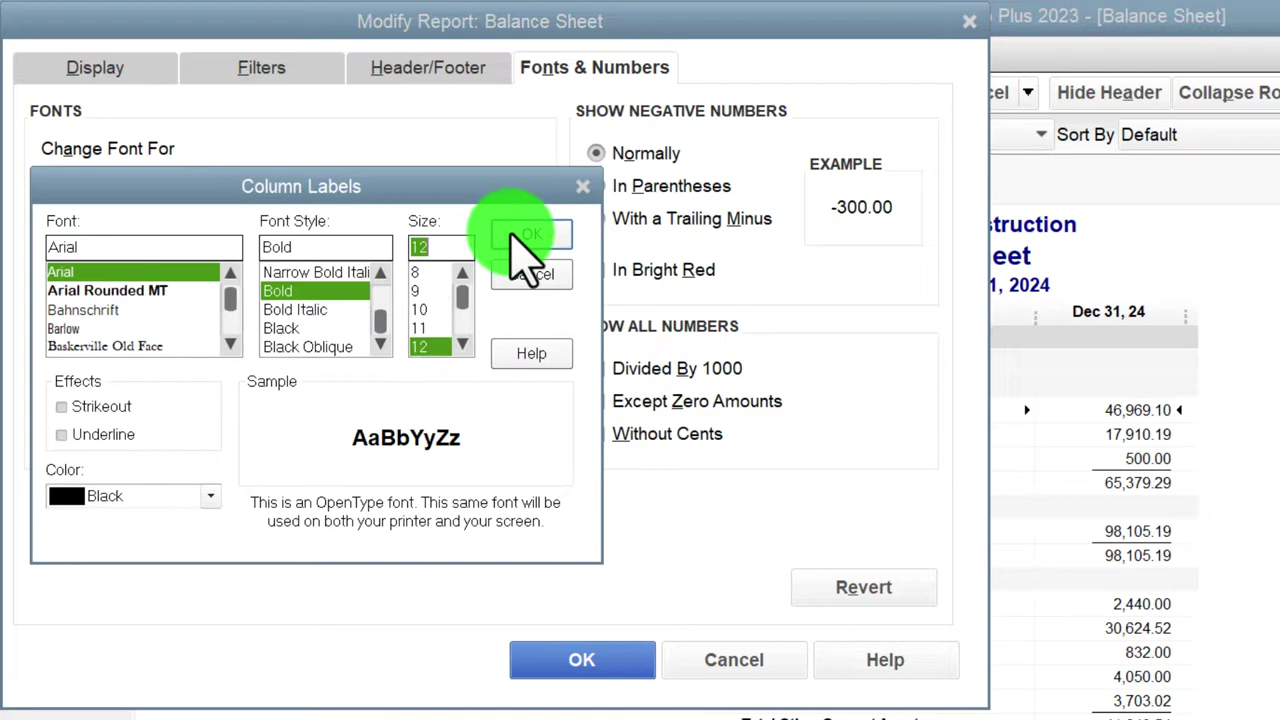 Modify Report: Balance Sheet
Plus 2023 - [Balance Sheet]
Display
Filters
Header/Footer
Fonts & Numbers
Hide Header
Collapse Ro
Sort By
Default
FONTS
Change Font For
SHOW NEGATIVE NUMBERS
Normally
In Parentheses
With a Trailing Minus
In Bright Red
EXAMPLE
-300.00
Column Labels
Font:
Arial
Arial
Arial Rounded MT
Bahnschrift
Barlow
Baskerville Old Face
Font Style:
Bold
Narrow Bold Itali
Bold
Bold Italic
Black
Black Oblique
Size:
12
8
9
10
11
12
OK
Help
Effects
Strikeout
Underline
Color:
Black
Sample
AaBbYyZz
This is an OpenType font. This same font will be
used on both your printer and your screen.
OW ALL NUMBERS
Divided By 1000
Except Zero Amounts
Without Cents
Revert
OK
Cancel
Help
struction
eet
1, 2024
Dec 31, 24
46,969.10
17,910.19
500.00
65,379.29
98,105.19
98,105.19
2,440.00
30,624.52
832.00
4,050.00
3,703.02